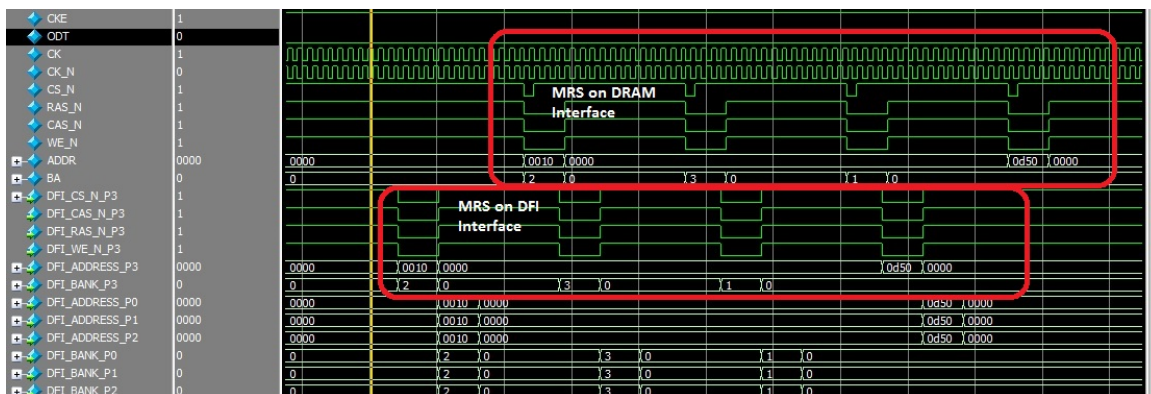 CKE 1
ODT 0
CK 1
CK_N 0
CS_N 1
MRS on DRAM
RAS_N 1
Interface
CAS_N 1
WE_N 1
ADDR 0000 0000 0010 0000 0d50 0000
BA 0 0 2 0 3 0 1 0
DFI_CS_N_P3 1
MRS on DFI
DFI_CAS_N_P3 1
Interface
DFI_RAS_N_P3 1
DFI_WE_N_P3 1
DFI_ADDRESS_P3 0000 0000 0010 0000 0d50 0000
DFI_BANK_P3 0 0 2 0 3 0 1 0
DFI_ADDRESS_P0 0000 0000 0010 0000 0d50 0000
DFI_ADDRESS_P1 0000 0000 0010 0000 0d50 0000
DFI_ADDRESS_P2 0000 0000 0010 0000 0d50 0000
DFI_BANK_P0 0 0 2 0 3 0 1 0
DFI_BANK_P1 0 0 2 0 3 0 1 0
DFI_BANK_P2 0 0 2 0 3 0 1 0